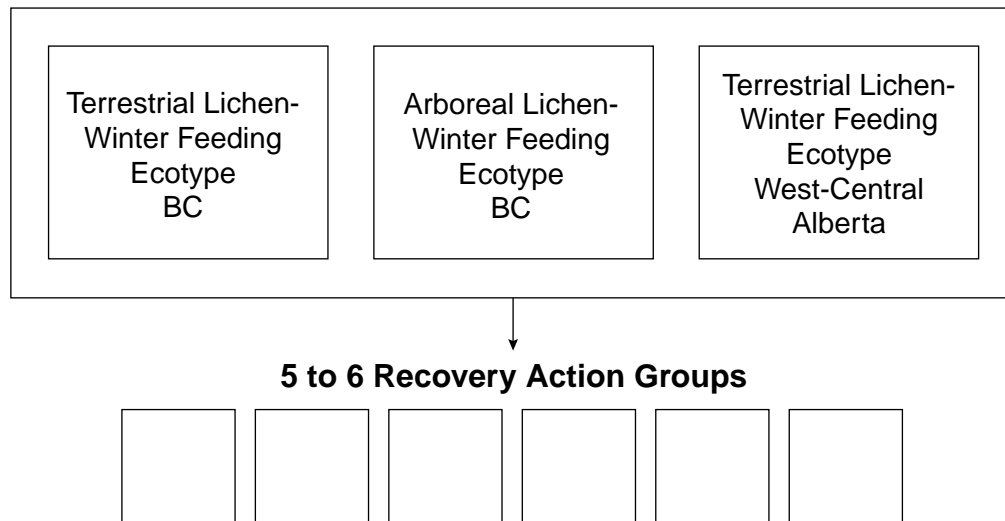 Terrestrial Lichen-
Winter Feeding
Ecotype
BC
Arboreal Lichen-
Winter Feeding
Ecotype
BC
Terrestrial Lichen-
Winter Feeding
Ecotype
West-Central
Alberta
5 to 6 Recovery Action Groups